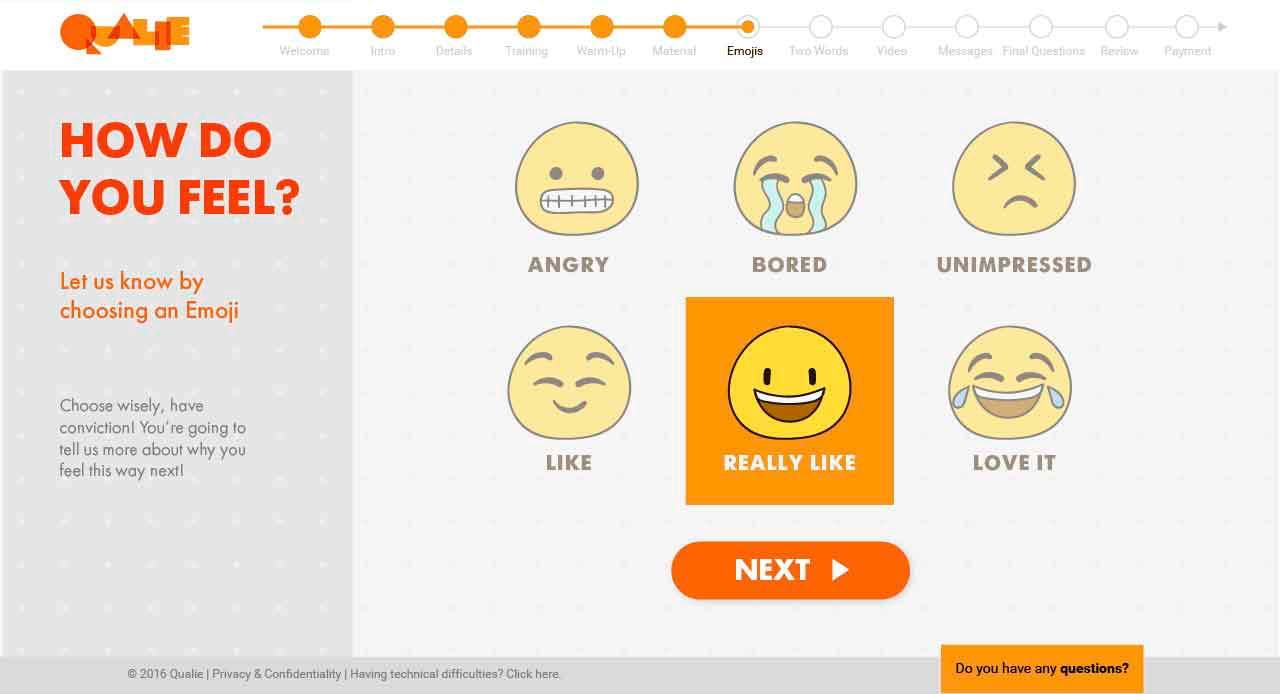 QUALIE
Welcome Intro Details Training Warm-Up Material Emojis Two Words Video Messages Final Questions Review Payment
HOW DO
YOU FEEL?
Let us know by
choosing an Emoji
Choose wisely, have
conviction! You're going to
tell us more about why you
feel this way next!
ANGRY BORED UNIMPRESSED
LIKE REALLY LIKE LOVE IT
NEXT
© 2016 Qualie | Privacy & Confidentiality | Having technical difficulties? Click here.
Do you have any questions?